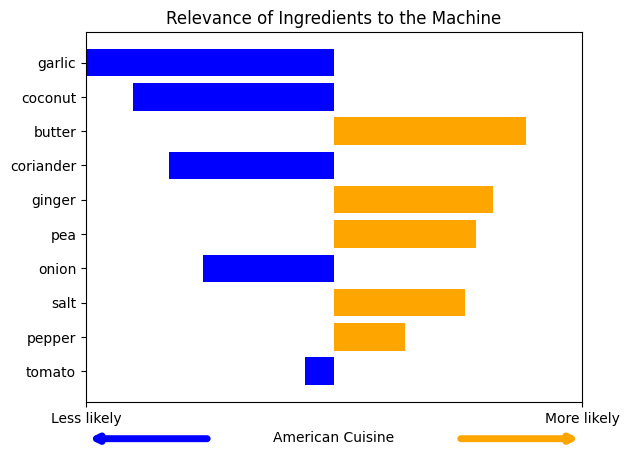 Relevance of Ingredients to the Machine
garlic
coconut
butter
coriander
ginger
pea
onion
salt
pepper
tomato
Less likely
More likely
American Cuisine